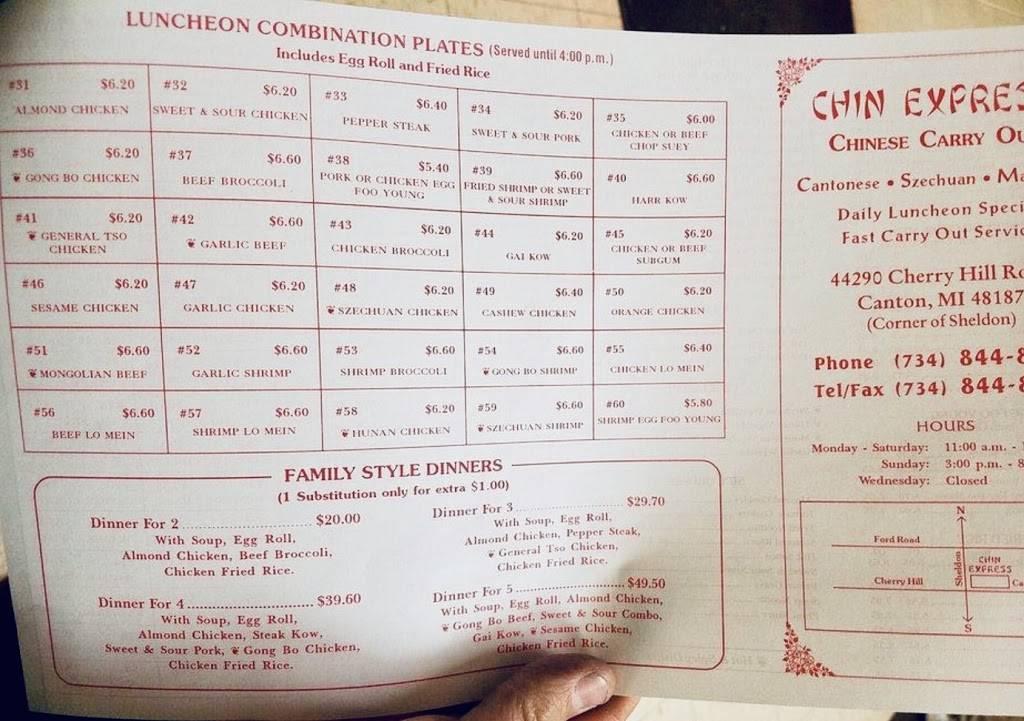 LUNCHEON COMBINATION PLATES (Served until 4:00 p.m.)
Includes Egg Roll and Fried Rice
#31 $6.20
ALMOND CHICKEN
#32 $6.20
SWEET & SOUR CHICKEN
#33 $6.40
PEPPER STEAK
#34 $6.20
SWEET & SOUR PORK
#35 $6.00
CHICKEN OR BEEF
CHOP SUEY
#36 $6.20
GONG BO CHICKEN
#37 $6.60
BEEF BROCCOLI
#38 $5.40
PORK OR CHICKEN EGG
FOO YOUNG
#39 $6.60
FRIED SHRIMP OR SWEET
& SOUR SHRIMP
#40 $6.60
HARR KOW
#41 $6.20
GENERAL TSO
CHICKEN
#42 $6.60
GARLIC BEEF
#43 $6.20
CHICKEN BROCCOLI
#44 $6.20
GAI KOW
#45 $6.20
CHICKEN OR BEEF
SUBGUM
#46 $6.20
SESAME CHICKEN
#47 $6.20
GARLIC CHICKEN
#48 $6.20
SZECHUAN CHICKEN
#49 $6.40
CASHEW CHICKEN
#50 $6.20
ORANGE CHICKEN
#51 $6.60
MONGOLIAN BEEF
#52 $6.60
GARLIC SHRIMP
#53 $6.60
SHRIMP BROCCOLI
#54 $6.60
GONG BO SHRIMP
#55 $6.40
CHICKEN LO MEIN
#56 $6.60
BEEF LO MEIN
#57 $6.60
SHRIMP LO MEIN
#58 $6.20
HUNAN CHICKEN
#59 $6.60
SZECHUAN SHRIMP
#60 $5.80
SHRIMP EGG FOO YOUNG
FAMILY STYLE DINNERS
(1 Substitution only for extra $1.00)
Dinner For 2 .............................. $20.00
With Soup, Egg Roll,
Almond Chicken, Beef Broccoli,
Chicken Fried Rice.
Dinner For 3 .......................... $29.70
With Soup, Egg Roll,
Almond Chicken, Pepper Steak,
General Tso Chicken,
Chicken Fried Rice.
Dinner For 4 .............................. $39.60
With Soup, Egg Roll,
Almond Chicken, Steak Kow,
Sweet & Sour Pork, Gong Bo Chicken,
Chicken Fried Rice.
Dinner For 5 .......................... $49.50
With Soup, Egg Roll, Almond Chicken,
Gong Bo Beef, Sweet & Sour Combo,
Gai Kow, Sesame Chicken,
Chicken Fried Rice.
CHIN EXPRES
CHINESE CARRY OU
Cantonese • Szechuan • Ma
Daily Luncheon Speci
Fast Carry Out Servic
44290 Cherry Hill Ro
Canton, MI 48187
(Corner of Sheldon)
Phone (734) 844-8
Tel/Fax (734) 844-8
HOURS
Monday - Saturday: 11:00 a.m. -
Sunday: 3:00 p.m. - 8
Wednesday: Closed
N
Ford Road
Sheldon
CHIN
EXPRESS
Cherry Hill
Ca
S